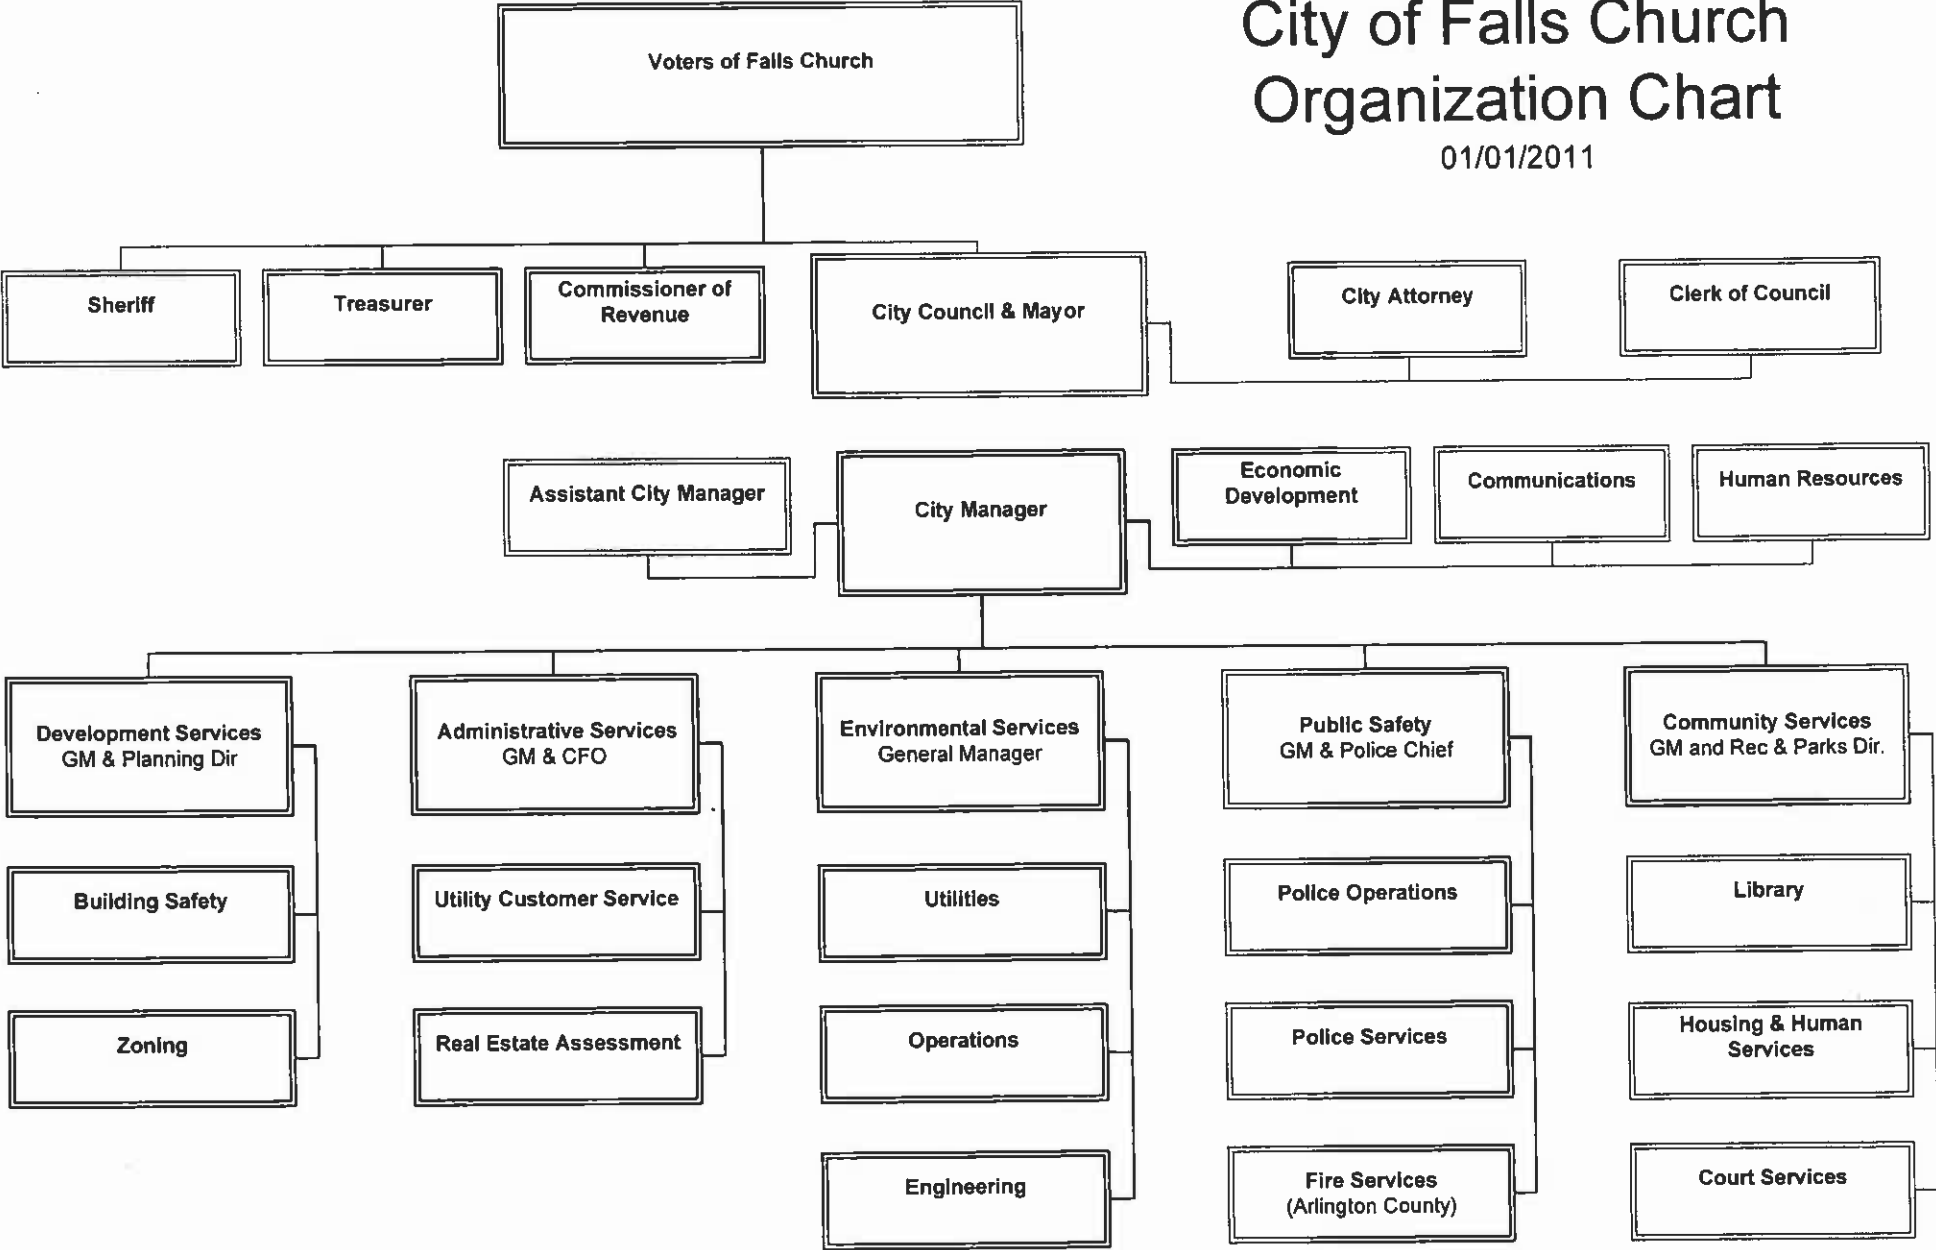 City of Falls Church
Organization Chart
01/01/2011
Voters of Falls Church
Sheriff
Treasurer
Commissioner of
Revenue
City Council & Mayor
City Attorney
Clerk of Council
Assistant City Manager
City Manager
Economic
Development
Communications
Human Resources
Development Services
GM & Planning Dir
Administrative Services
GM & CFO
Environmental Services
General Manager
Public Safety
GM & Police Chief
Community Services
GM and Rec & Parks Dir.
Building Safety
Utility Customer Service
Utilities
Police Operations
Library
Zoning
Real Estate Assessment
Operations
Police Services
Housing & Human
Services
Engineering
Fire Services
(Arlington County)
Court Services